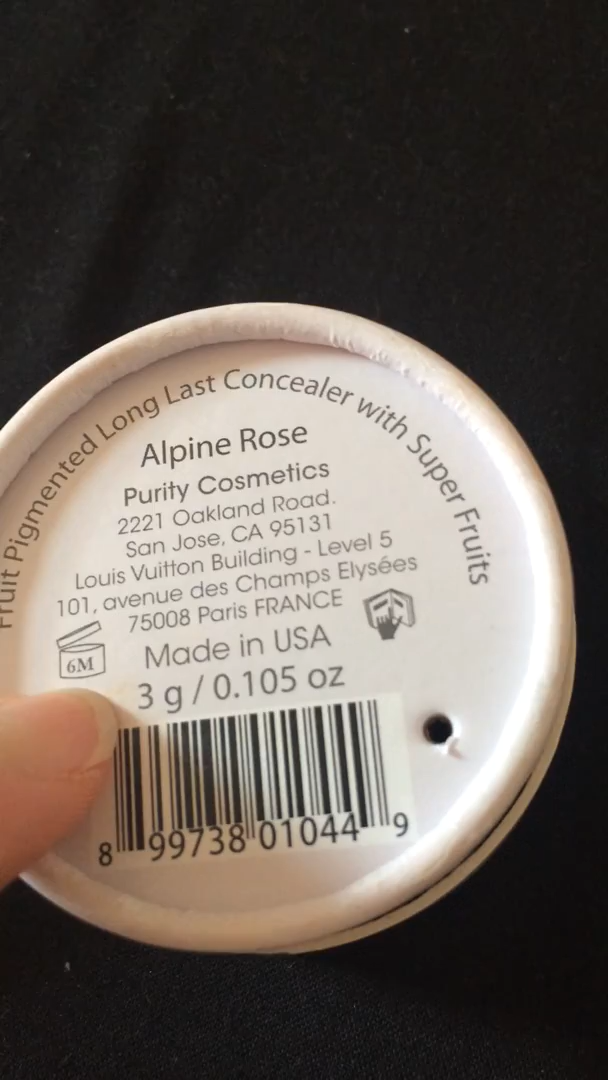 Fruit Pigmented Long Last Concealer with Super Fruits
Alpine Rose
Purity Cosmetics
2221 Oakland Road.
San Jose, CA 95131
Louis Vuitton Building - Level 5
101, avenue des Champs Elysées
75008 Paris FRANCE
6M
Made in USA
3 g / 0.105 oz
8 99738 01044 9